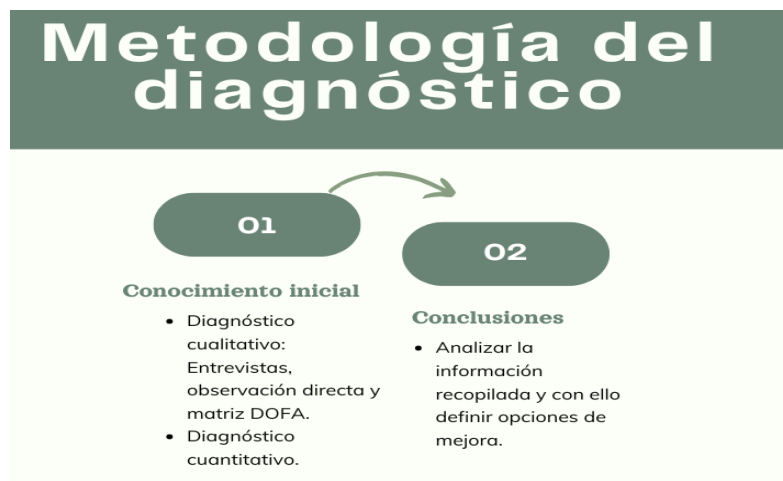 Metodología del
diagnóstico
01
Conocimiento inicial
• Diagnóstico
cualitativo:
Entrevistas,
observación directa y
matriz DOFA.
• Diagnóstico
cuantitativo.
02
Conclusiones
• Analizar la
información
recopilada y con ello
definir opciones de
mejora.